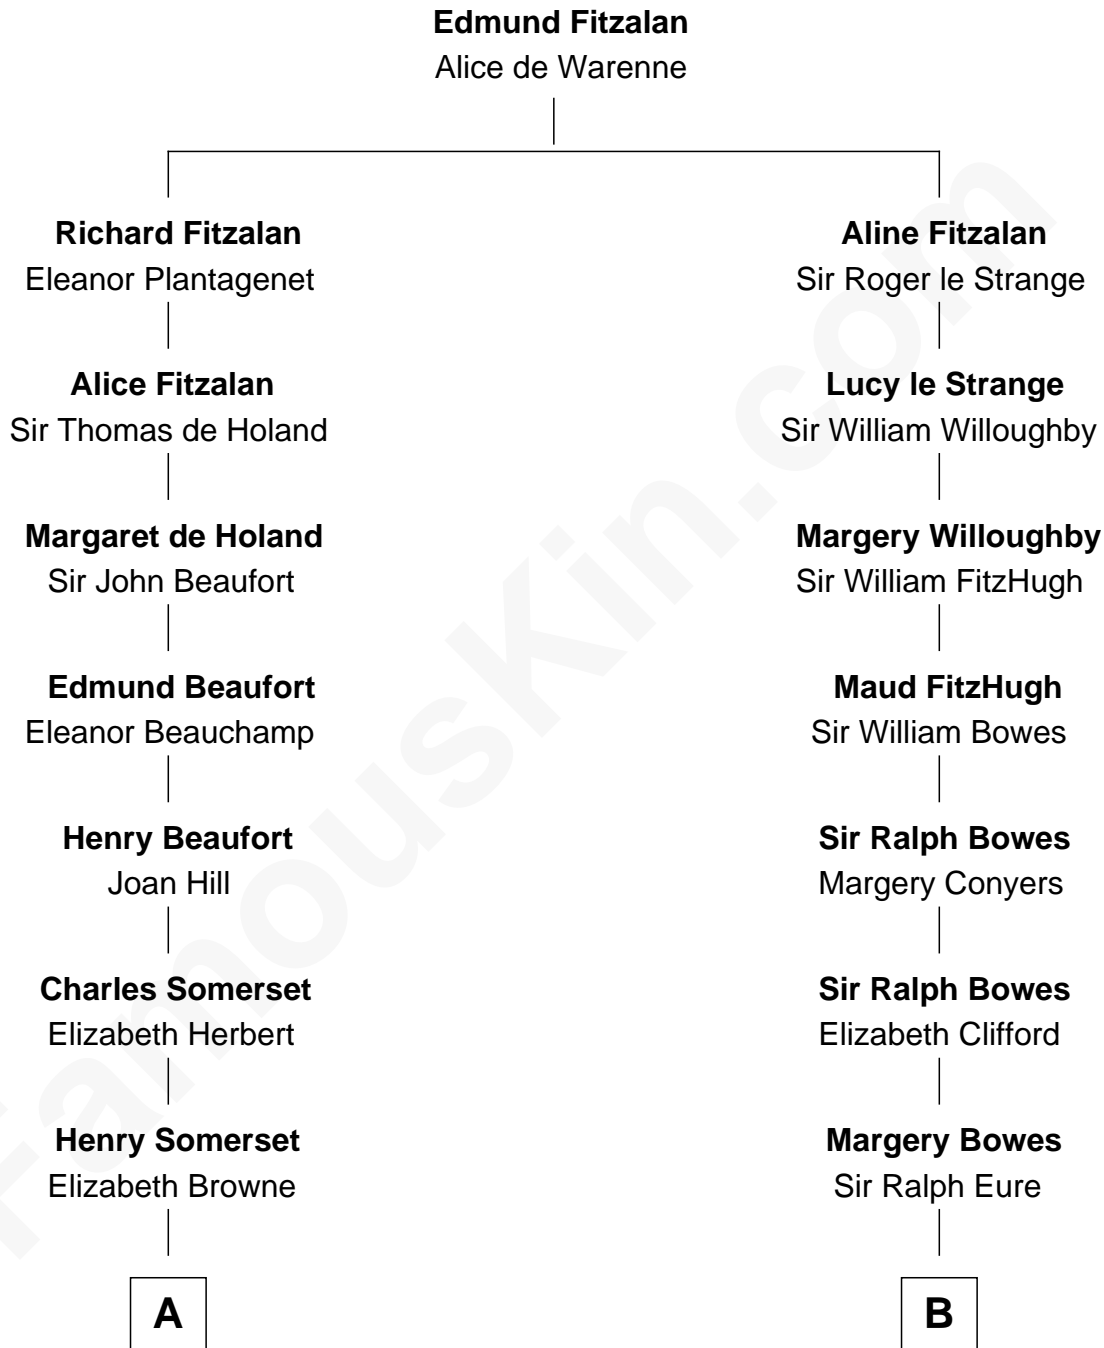 Edmund Fitzalan
Alice de Warenne
Richard Fitzalan
Eleanor Plantagenet
Aline Fitzalan
Sir Roger le Strange
Alice Fitzalan
Sir Thomas de Holand
Lucy le Strange
Sir William Willoughby
Margaret de Holand
Sir John Beaufort
Margery Willoughby
Sir William FitzHugh
Edmund Beaufort
Eleanor Beauchamp
Maud FitzHugh
Sir William Bowes
Henry Beaufort
Joan Hill
Sir Ralph Bowes
Margery Conyers
Charles Somerset
Elizabeth Herbert
Sir Ralph Bowes
Elizabeth Clifford
Henry Somerset
Elizabeth Browne
Margery Bowes
Sir Ralph Eure
A
B
FamousKin.com